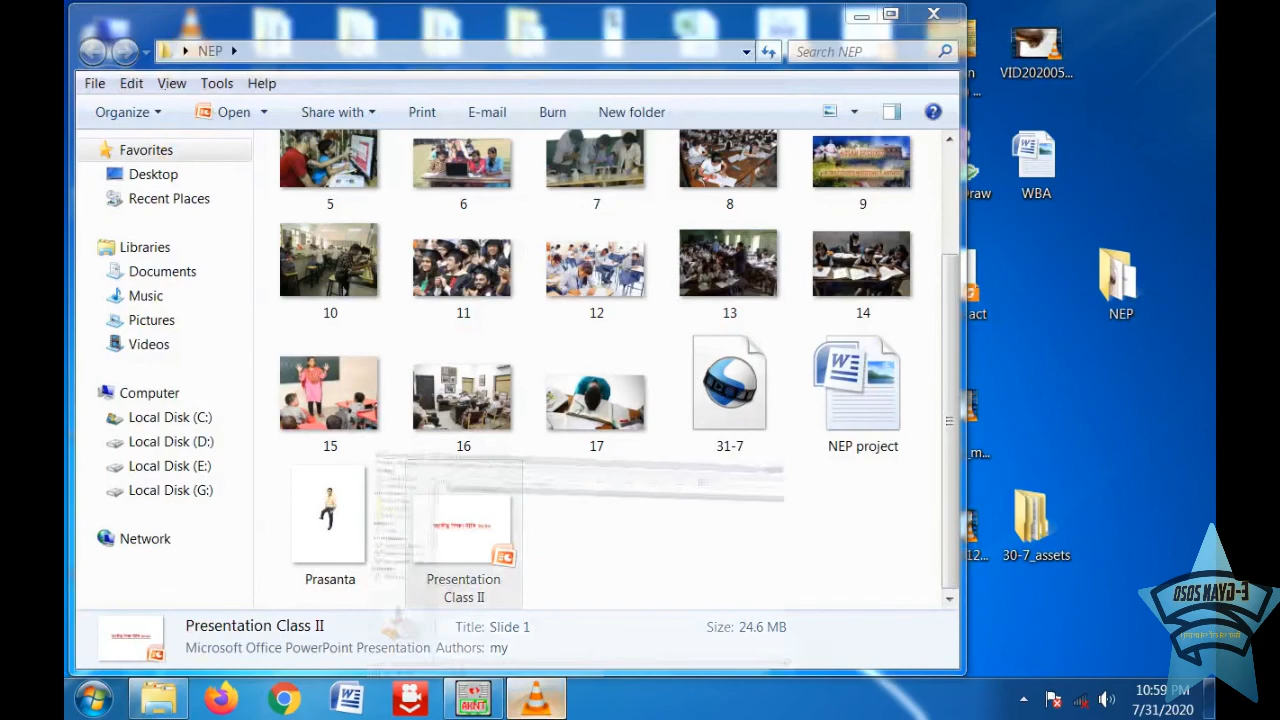 NEP
Search NEP
File Edit View Tools Help
Organize Open Share with Print E-mail Burn New folder
Favorites
Desktop
Recent Places
Libraries
Documents
Music
Pictures
Videos
Computer
Local Disk (C:)
Local Disk (D:)
Local Disk (E:)
Local Disk (G:)
Network
5 6 7 8 9
10 11 12 13 14
15 16 17 31-7 NEP project
Prasanta Presentation
Class II
Presentation Class II Title: Slide 1 Size: 24.6 MB
Microsoft Office PowerPoint Presentation Authors: my
VID202005...
WBA
NEP
30-7_assets
10:59 PM
7/31/2020